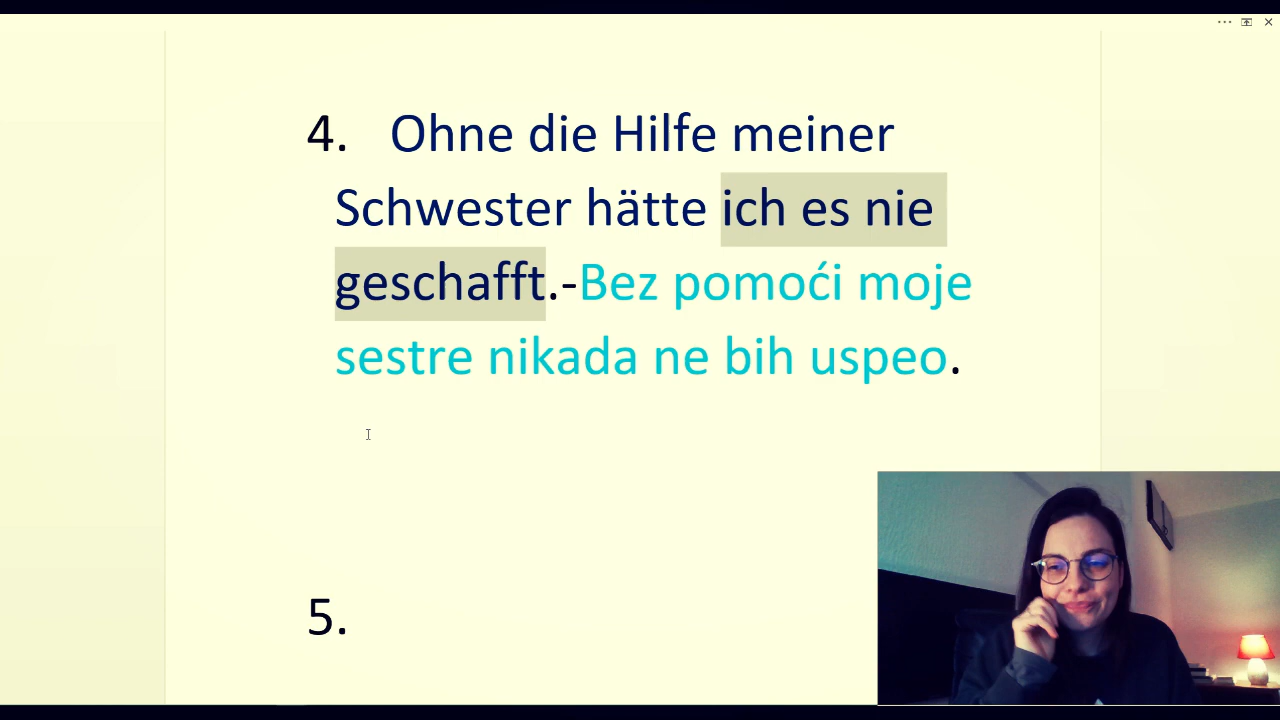 4. Ohne die Hilfe meiner
Schwester hätte ich es nie
geschafft.-Bez pomoći moje
sestre nikada ne bih uspeo.
5.